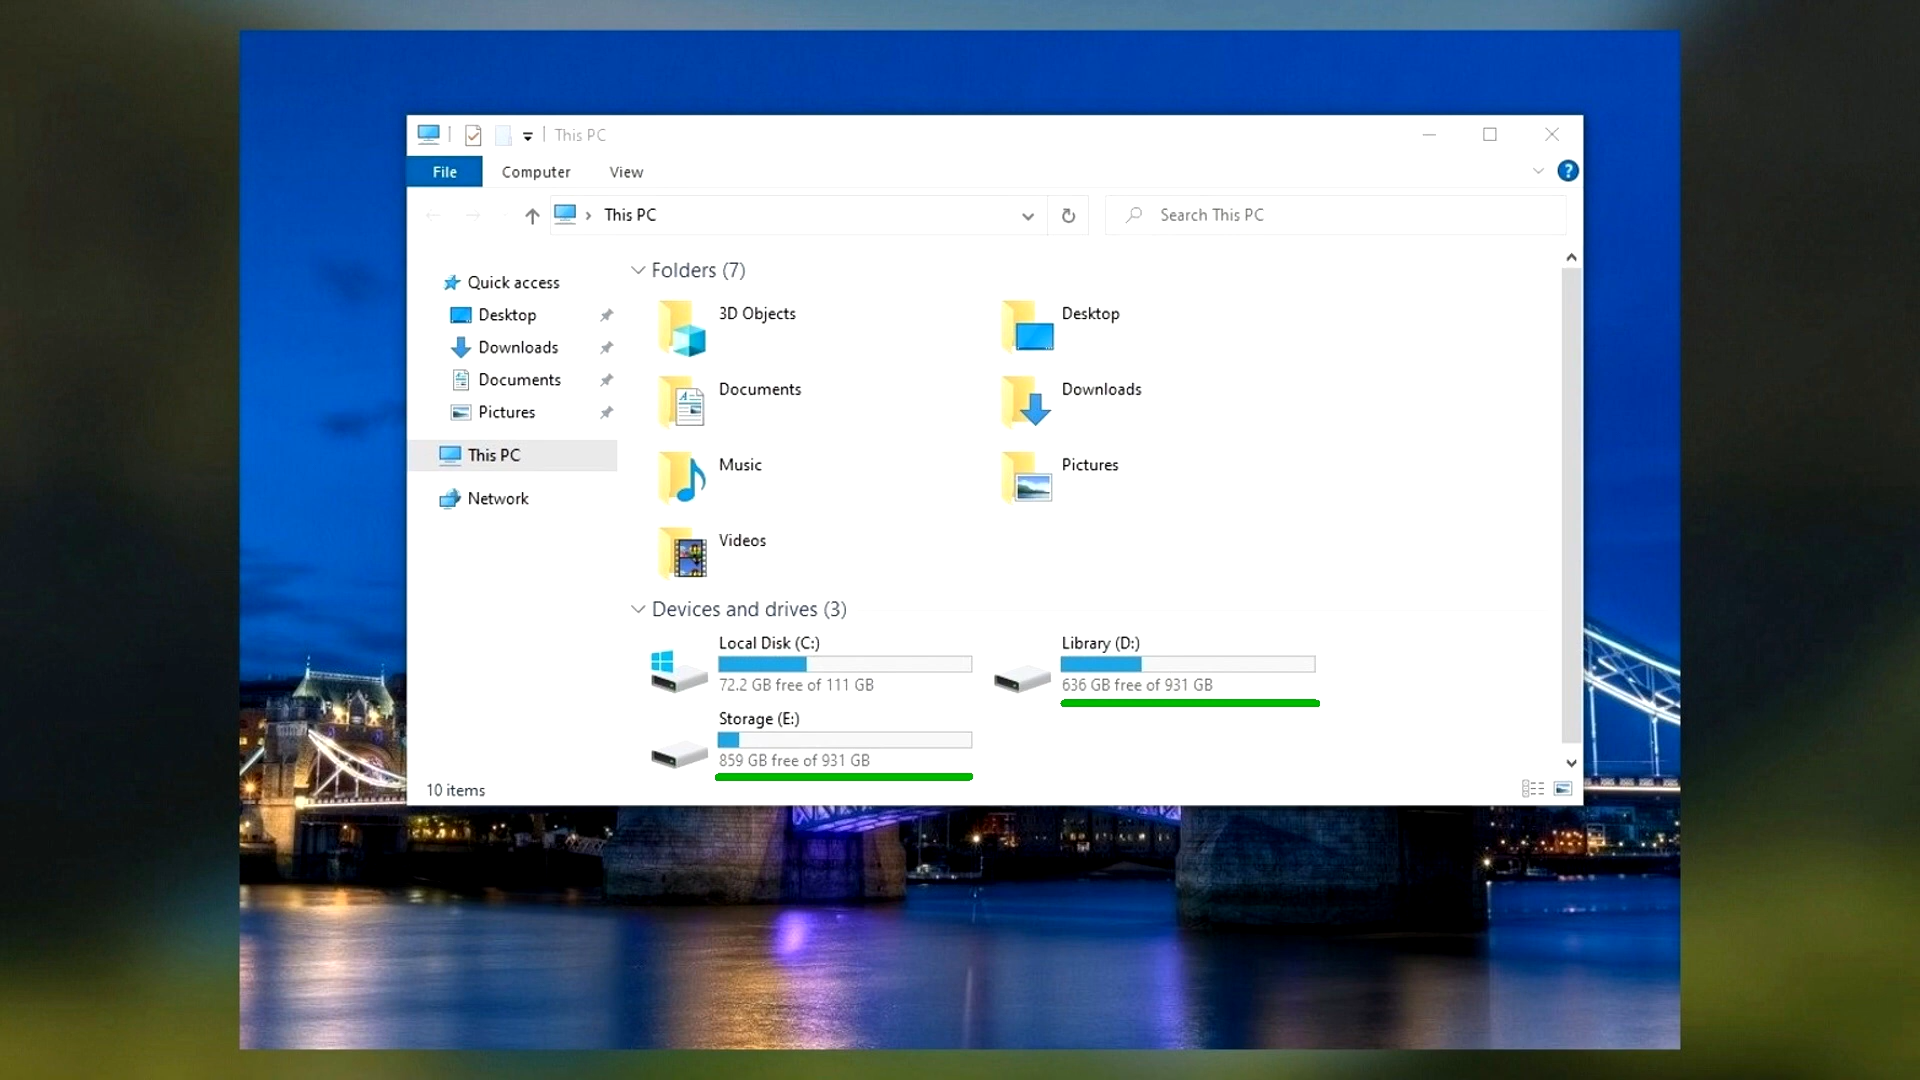 This PC
File Computer View
This PC
Search This PC
Quick access
Desktop
Downloads
Documents
Pictures
This PC
Network
Folders (7)
3D Objects
Desktop
Documents
Downloads
Music
Pictures
Videos
Devices and drives (3)
Local Disk (C:)
72.2 GB free of 111 GB
Library (D:)
636 GB free of 931 GB
Storage (E:)
859 GB free of 931 GB
10 items